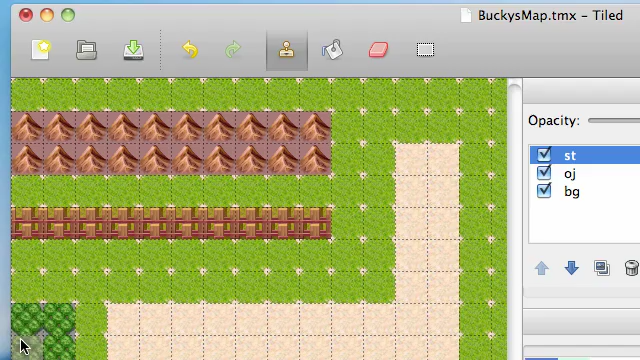 BuckysMap.tmx – Tiled
Opacity:
st
oj
bg